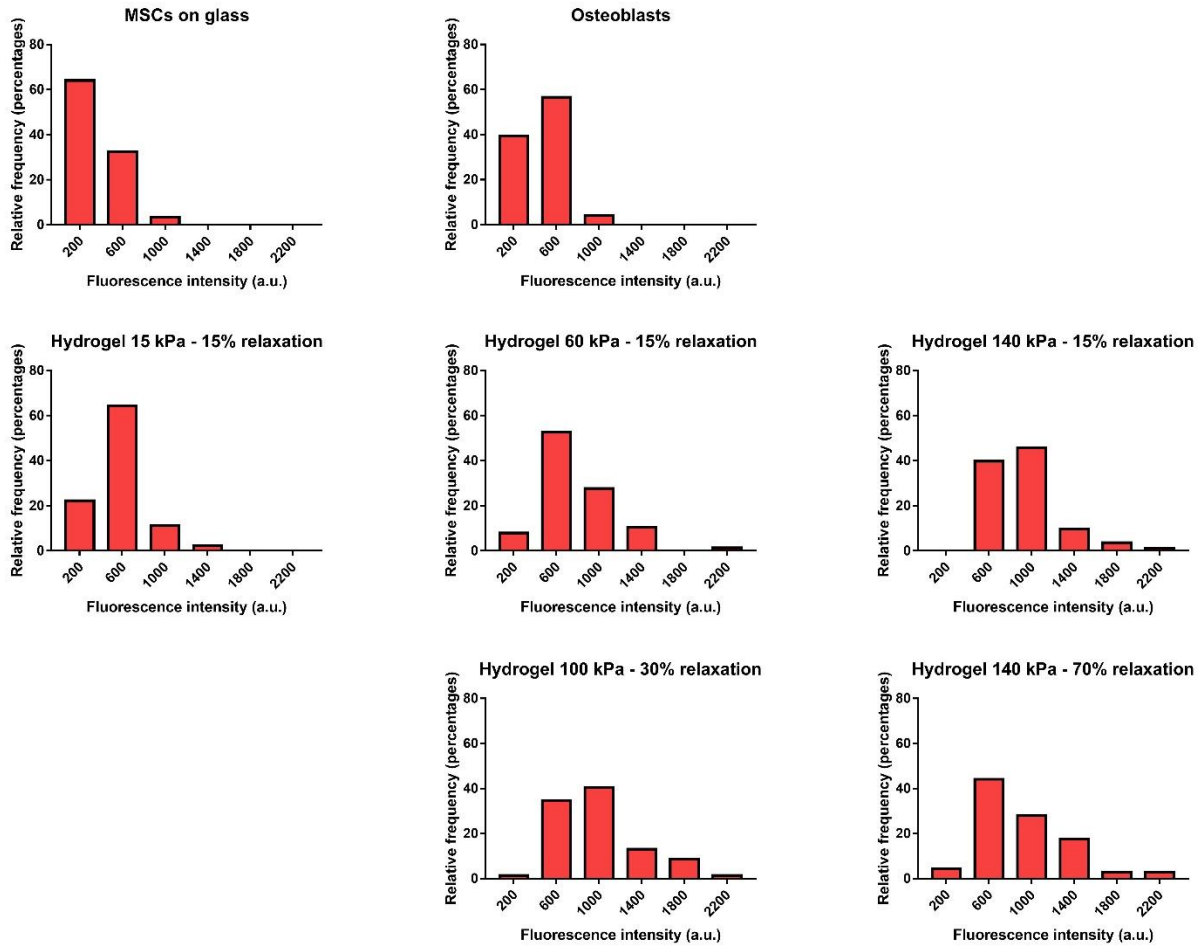 MSCs on glass
Relative frequency (percentages)
80
60
40
20
0
200 600 1000 1400 1800 2200
Fluorescence intensity (a.u.)
Osteoblasts
Relative frequency (percentages)
80
60
40
20
0
200 600 1000 1400 1800 2200
Fluorescence intensity (a.u.)
Hydrogel 15 kPa - 15% relaxation
Relative frequency (percentages)
80
60
40
20
0
200 600 1000 1400 1800 2200
Fluorescence intensity (a.u.)
Hydrogel 60 kPa - 15% relaxation
Relative frequency (percentages)
80
60
40
20
0
200 600 1000 1400 1800 2200
Fluorescence intensity (a.u.)
Hydrogel 140 kPa - 15% relaxation
Relative frequency (percentages)
80
60
40
20
0
200 600 1000 1400 1800 2200
Fluorescence intensity (a.u.)
Hydrogel 100 kPa - 30% relaxation
Relative frequency (percentages)
80
60
40
20
0
200 600 1000 1400 1800 2200
Fluorescence intensity (a.u.)
Hydrogel 140 kPa - 70% relaxation
Relative frequency (percentages)
80
60
40
20
0
200 600 1000 1400 1800 2200
Fluorescence intensity (a.u.)